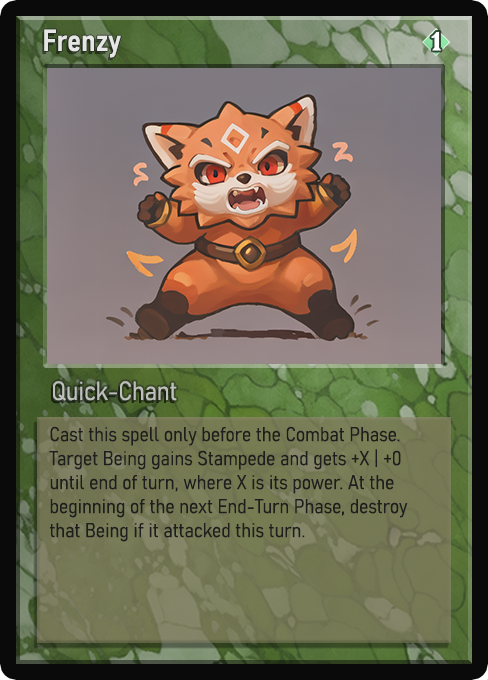 Frenzy
1
Quick-Chant
Cast this spell only before the Combat Phase.
Target Being gains Stampede and gets +X | +0
until end of turn, where X is its power. At the
beginning of the next End-Turn Phase, destroy
that Being if it attacked this turn.